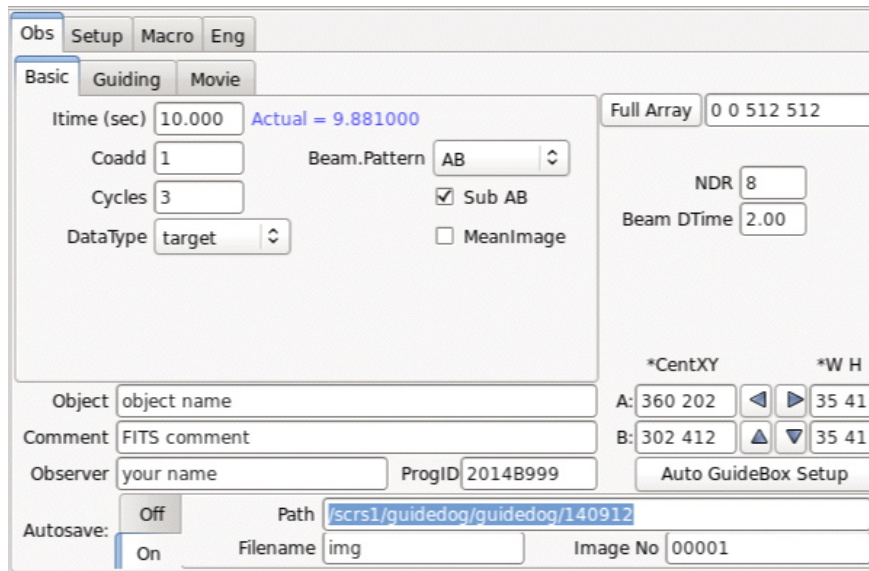 Obs Setup Macro Eng
Basic Guiding Movie
Itime (sec) 10.000 Actual = 9.881000 Full Array 0 0 512 512
Coadd 1 Beam.Pattern AB
NDR 8
Cycles 3 Sub AB
Beam DTime 2.00
DataType target MeanImage
*CentXY *W H
Object object name A: 360 202 35 41
Comment FITS comment B: 302 412 35 41
Observer your name ProgID 2014B999 Auto GuideBox Setup
Autosave: Off Path /scrs1/guidedog/guidedog/140912
On Filename img Image No 00001